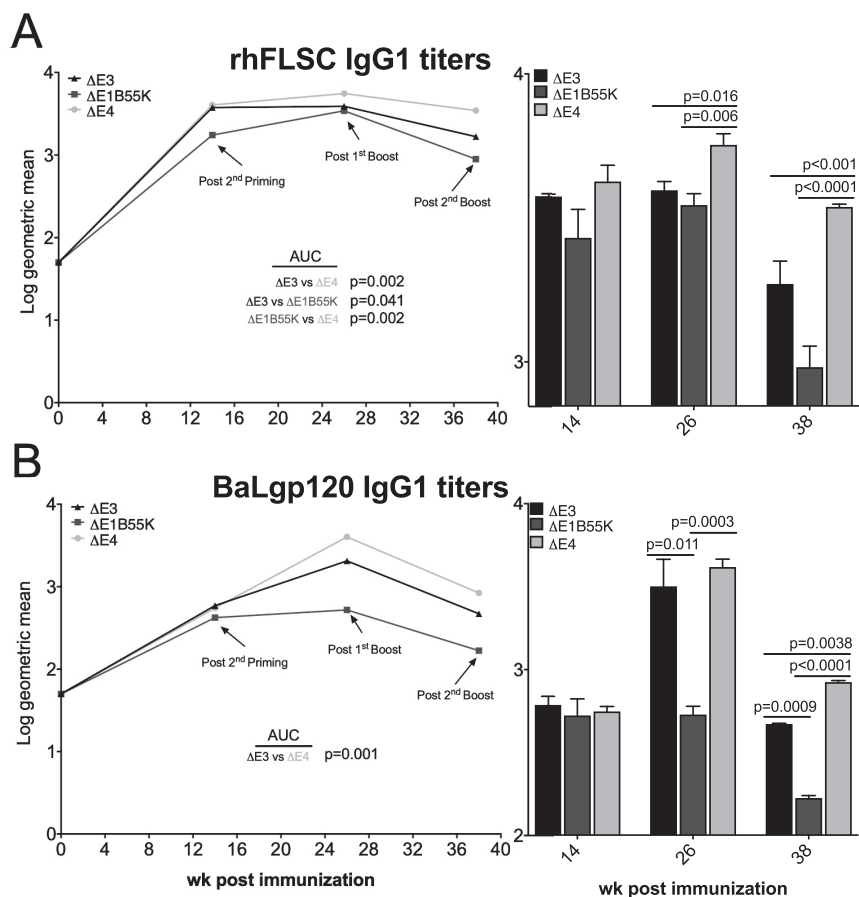 A
rhFLSC IgG1 titers
ΔE3
ΔE1B55K
ΔE4
Log geometric mean
4
3
2
1
0
Post 2nd Priming
Post 1st Boost
Post 2nd Boost
AUC
ΔE3 vs ΔE4 p=0.002
ΔE3 vs ΔE1B55K p=0.041
ΔE1B55K vs ΔE4 p=0.002
0 4 8 12 16 20 24 28 32 36 40
4
3
ΔE3
ΔE1B55K
ΔE4
p=0.016
p=0.006
p<0.001
p<0.0001
14 26 38
B
BaLgp120 IgG1 titers
ΔE3
ΔE1B55K
ΔE4
Log geometric mean
4
3
2
1
0
Post 2nd Priming
Post 1st Boost
Post 2nd Boost
AUC
ΔE3 vs ΔE4 p=0.001
0 4 8 12 16 20 24 28 32 36 40
wk post immunization
4
3
2
ΔE3
ΔE1B55K
ΔE4
p=0.0003
p=0.011
p=0.0038
p<0.0001
p=0.0009
14 26 38
wk post immunization